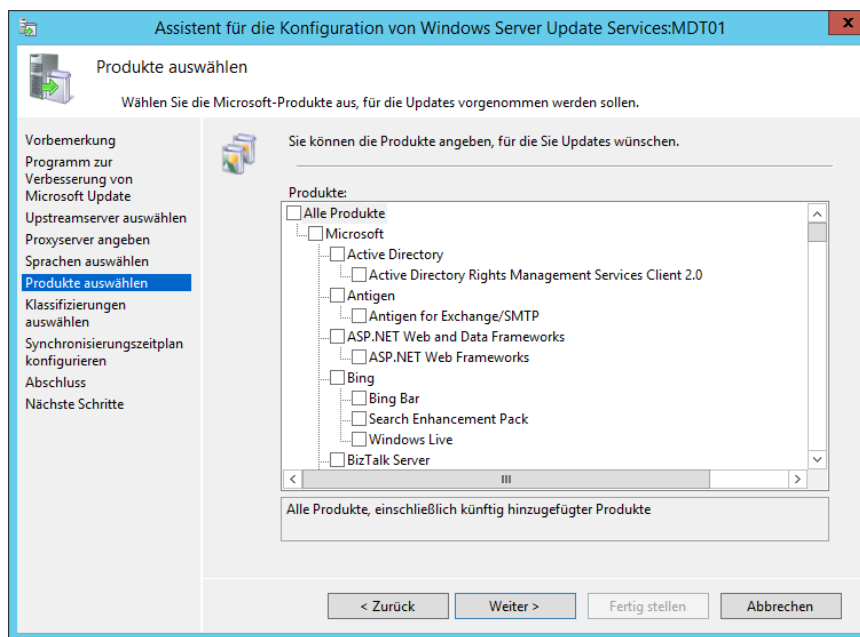 Assistent für die Konfiguration von Windows Server Update Services:MDT01
x
Produkte auswählen
Wählen Sie die Microsoft-Produkte aus, für die Updates vorgenommen werden sollen.
Vorbemerkung
Programm zur
Verbesserung von
Microsoft Update
Upstreamserver auswählen
Proxyserver angeben
Sprachen auswählen
Produkte auswählen
Klassifizierungen
auswählen
Synchronisierungszeitplan
konfigurieren
Abschluss
Nächste Schritte
Sie können die Produkte angeben, für die Sie Updates wünschen.
Produkte:
Alle Produkte
Microsoft
Active Directory
Active Directory Rights Management Services Client 2.0
Antigen
Antigen for Exchange/SMTP
ASP.NET Web and Data Frameworks
ASP.NET Web Frameworks
Bing
Bing Bar
Search Enhancement Pack
Windows Live
BizTalk Server
Alle Produkte, einschließlich künftig hinzugefügter Produkte
< Zurück
Weiter >
Fertig stellen
Abbrechen